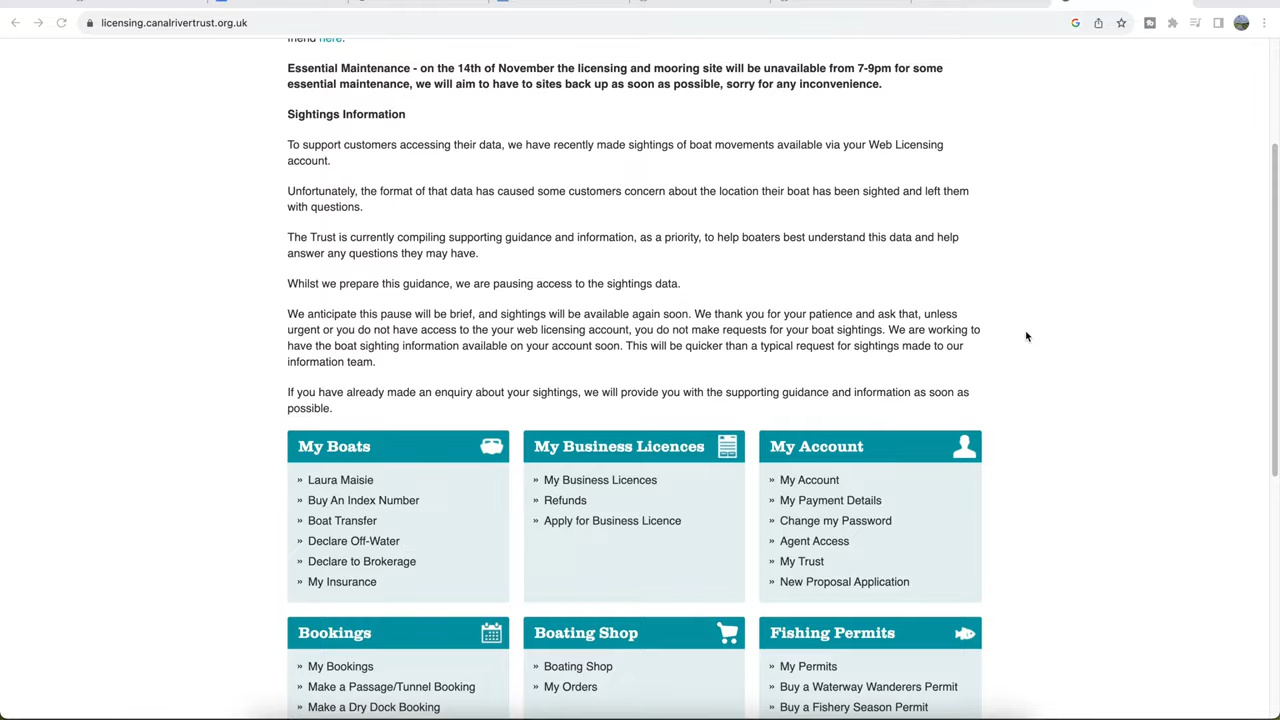 licensing.canalrivertrust.org.uk
friend here.
Essential Maintenance - on the 14th of November the licensing and mooring site will be unavailable from 7-9pm for some
essential maintenance, we will aim to have to sites back up as soon as possible, sorry for any inconvenience.
Sightings Information
To support customers accessing their data, we have recently made sightings of boat movements available via your Web Licensing
account.
Unfortunately, the format of that data has caused some customers concern about the location their boat has been sighted and left them
with questions.
The Trust is currently compiling supporting guidance and information, as a priority, to help boaters best understand this data and help
answer any questions they may have.
Whilst we prepare this guidance, we are pausing access to the sightings data.
We anticipate this pause will be brief, and sightings will be available again soon. We thank you for your patience and ask that, unless
urgent or you do not have access to the your web licensing account, you do not make requests for your boat sightings. We are working to
have the boat sighting information available on your account soon. This will be quicker than a typical request for sightings made to our
information team.
If you have already made an enquiry about your sightings, we will provide you with the supporting guidance and information as soon as
possible.
My Boats
» Laura Maisie
» Buy An Index Number
» Boat Transfer
» Declare Off-Water
» Declare to Brokerage
» My Insurance
My Business Licences
» My Business Licences
» Refunds
» Apply for Business Licence
My Account
» My Account
» My Payment Details
» Change my Password
» Agent Access
» My Trust
» New Proposal Application
Bookings
» My Bookings
» Make a Passage/Tunnel Booking
» Make a Dry Dock Booking
Boating Shop
» Boating Shop
» My Orders
Fishing Permits
» My Permits
» Buy a Waterway Wanderers Permit
» Buy a Fishery Season Permit